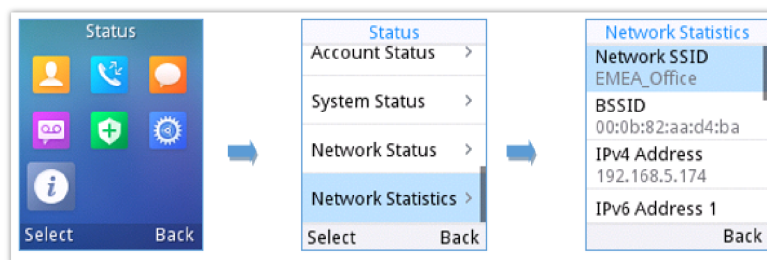 Status
Select Back
Status
Account Status >
System Status >
Network Status >
Network Statistics >
Select Back
Network Statistics
Network SSID
EMEA_Office
BSSID
00:0b:82:aa:d4:ba
IPv4 Address
192.168.5.174
IPv6 Address 1
Back